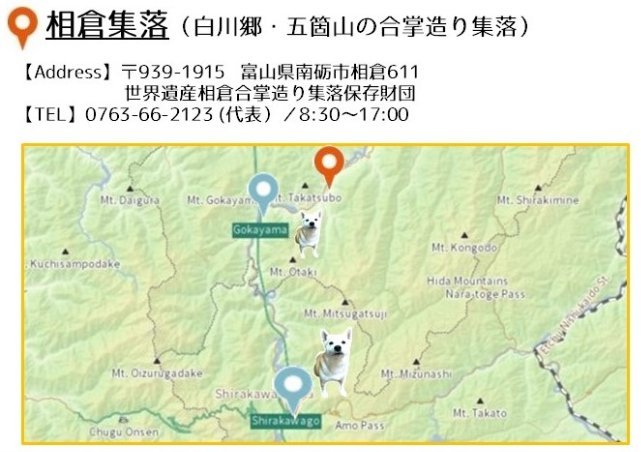 相倉集落（白川郷・五箇山の合掌造り集落）
【Address】〒939-1915 富山県南砺市相倉611
世界遺産相倉合掌造り集落保存財団
【TEL】0763-66-2123 (代表）／8:30〜17:00
Mt. Daigura
Mt. Gokayama
Mt. Takatsubo
Mt. Shirakimine
Gokayama
Mt. Kongodo
Kuchisampodake
Mt. Otaki
Hida Mountains
Nara-toge Pass
Mt. Mitsugatsuji
Etchu Nishikaido St
Mt. Oizurugadake
Mt. Mizunashi
Shirakawa
Shirakawago
Amo Pass
Mt. Takato
Chugu Onsen